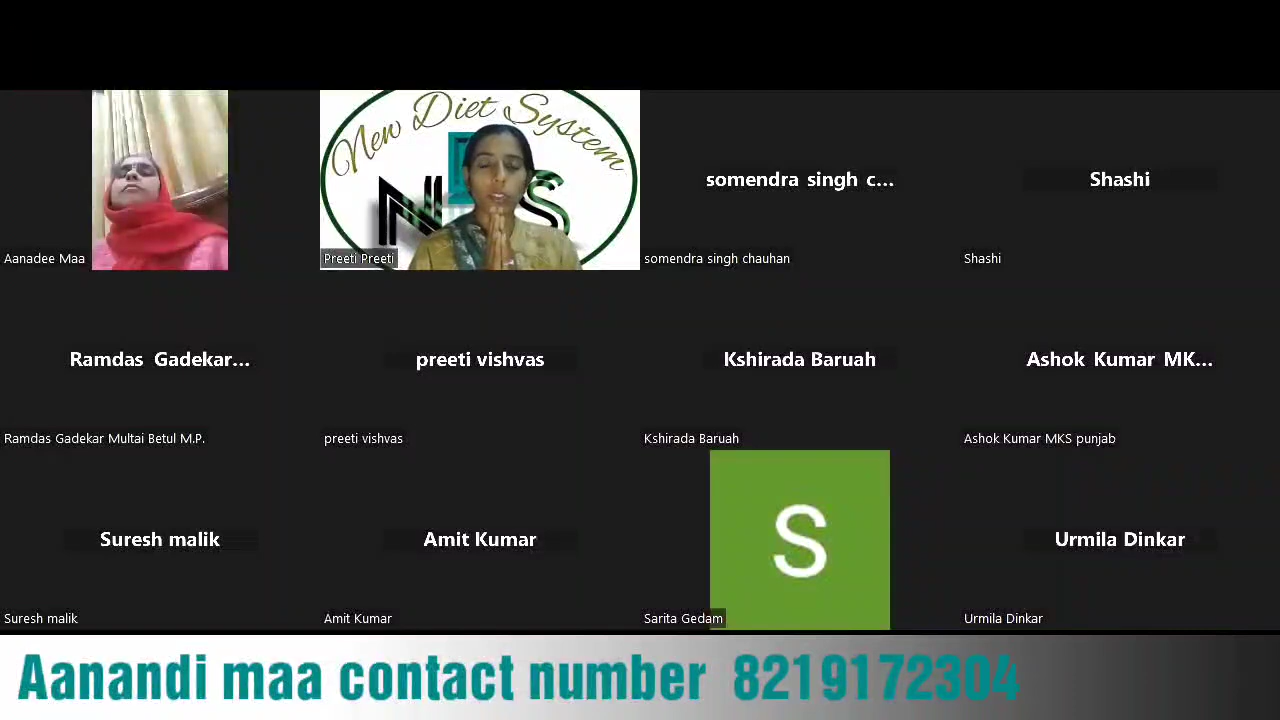 New Diet System
NDS
somendra singh c...
Shashi
Aanadee Maa
Preeti Preeti
somendra singh chauhan
Shashi
Ramdas Gadekar...
preeti vishvas
Kshirada Baruah
Ashok Kumar MK...
Ramdas Gadekar Multai Betul M.P.
preeti vishvas
Kshirada Baruah
Ashok Kumar MKS punjab
Suresh malik
Amit Kumar
S
Urmila Dinkar
Suresh malik
Amit Kumar
Sarita Gedam
Urmila Dinkar
Aanandi maa contact number 8219172304